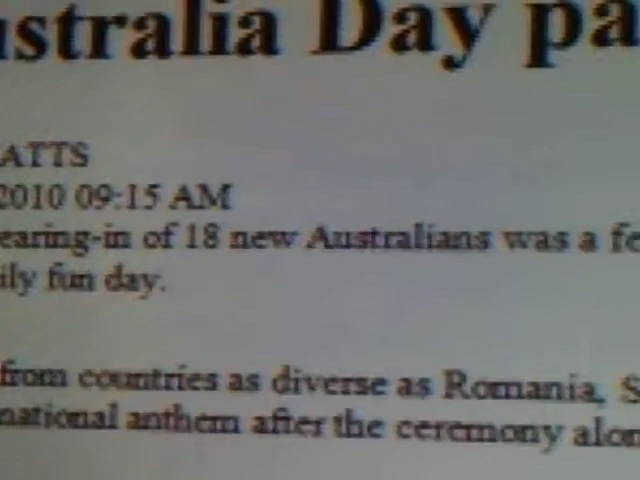 ustralia Day pa
ATTS
2010 09:15 AM
earing-in of 18 new Australians was a fe
ily fun day.
from countries as diverse as Romania, S
national anthem after the ceremony alon